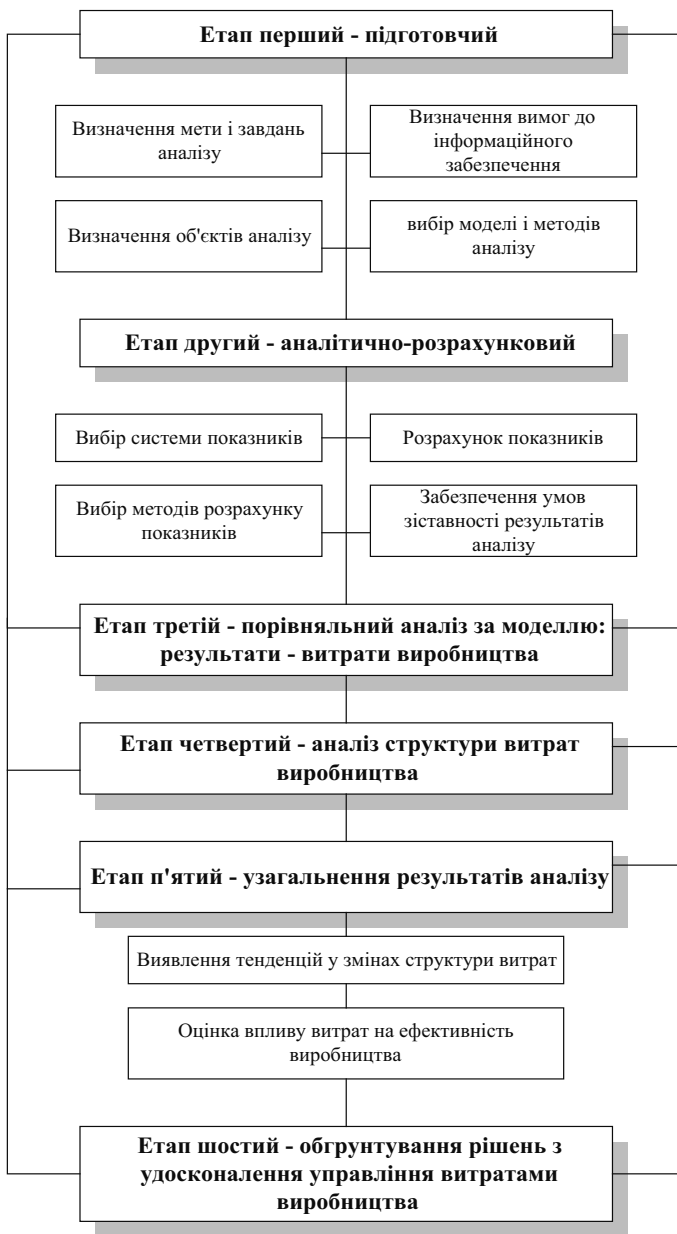 Етап перший - підготовчий
Визначення мети і завдань
аналізу
Визначення вимог до
інформаційного
забезпечення
Визначення об'єктів аналізу
вибір моделі і методів
аналізу
Етап другий - аналітично-розрахунковий
Вибір системи показників
Розрахунок показників
Вибір методів розрахунку
показників
Забезпечення умов
зіставності результатів
аналізу
Етап третій - порівняльний аналіз за моделлю:
результати - витрати виробництва
Етап четвертий - аналіз структури витрат
виробництва
Етап п'ятий - узагальнення результатів аналізу
Виявлення тенденцій у змінах структури витрат
Оцінка впливу витрат на ефективність
виробництва
Етап шостий - обгрунтування рішень з
удосконалення управління витратами
виробництва